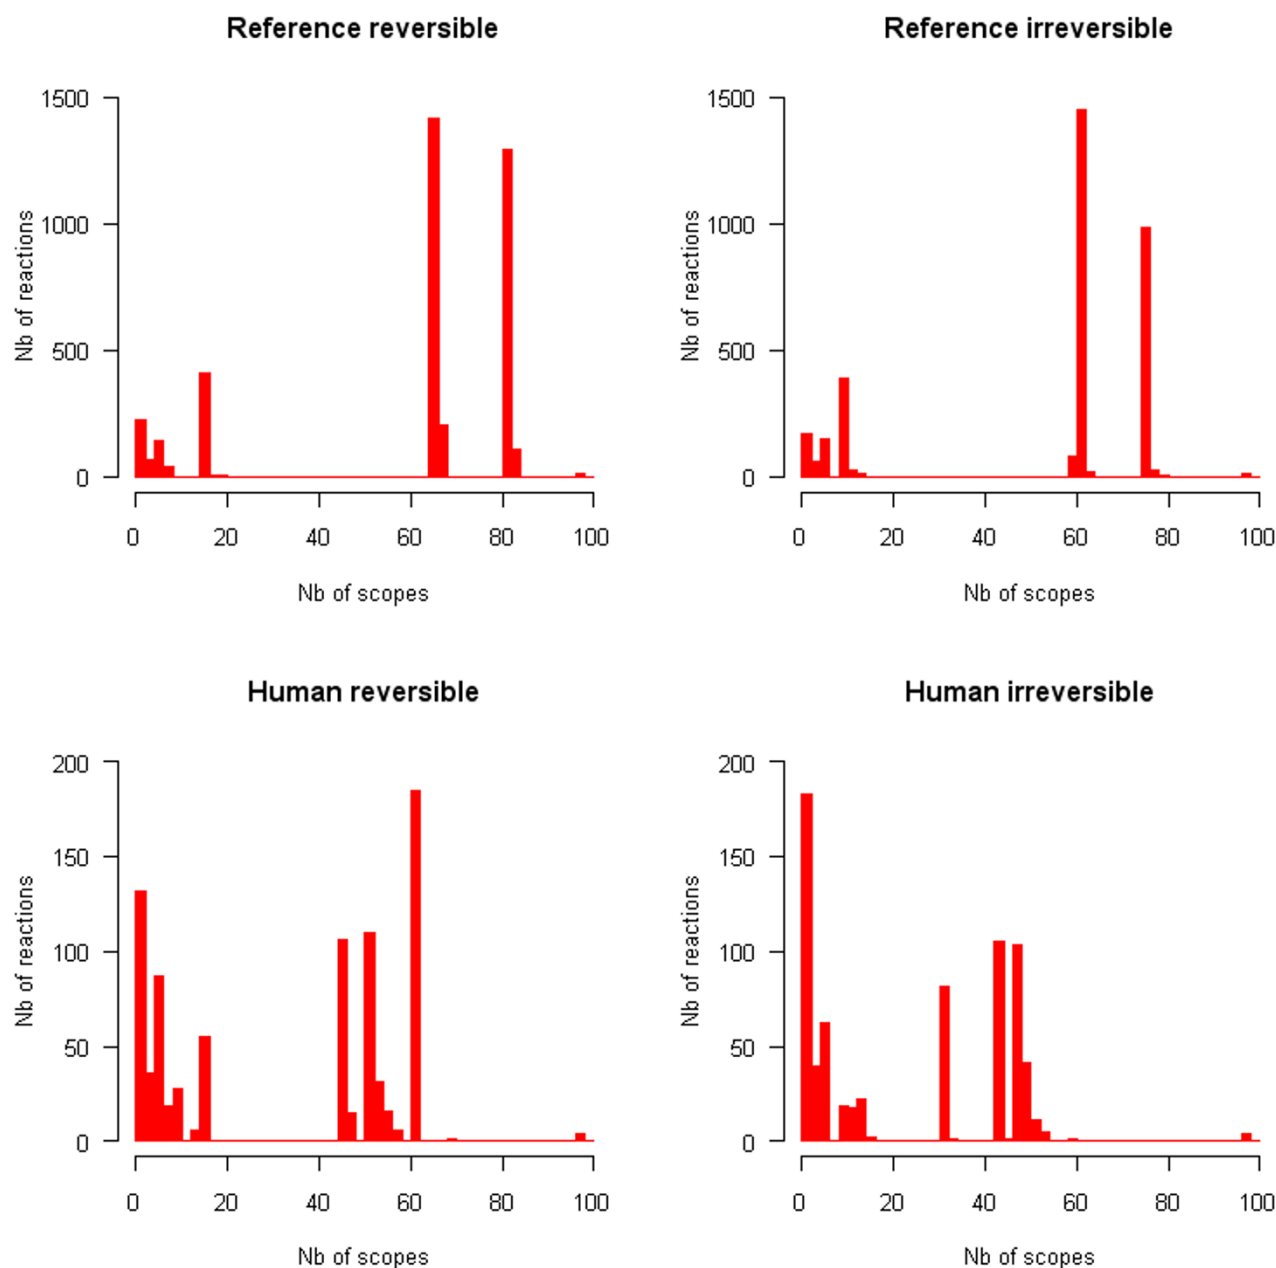 Reference reversible
1500
1000
500
0
Nb of reactions
0 20 40 60 80 100
Nb of scopes
Reference irreversible
1500
1000
500
0
Nb of reactions
0 20 40 60 80 100
Nb of scopes
Human reversible
200
150
100
50
0
Nb of reactions
0 20 40 60 80 100
Nb of scopes
Human irreversible
200
150
100
50
0
Nb of reactions
0 20 40 60 80 100
Nb of scopes